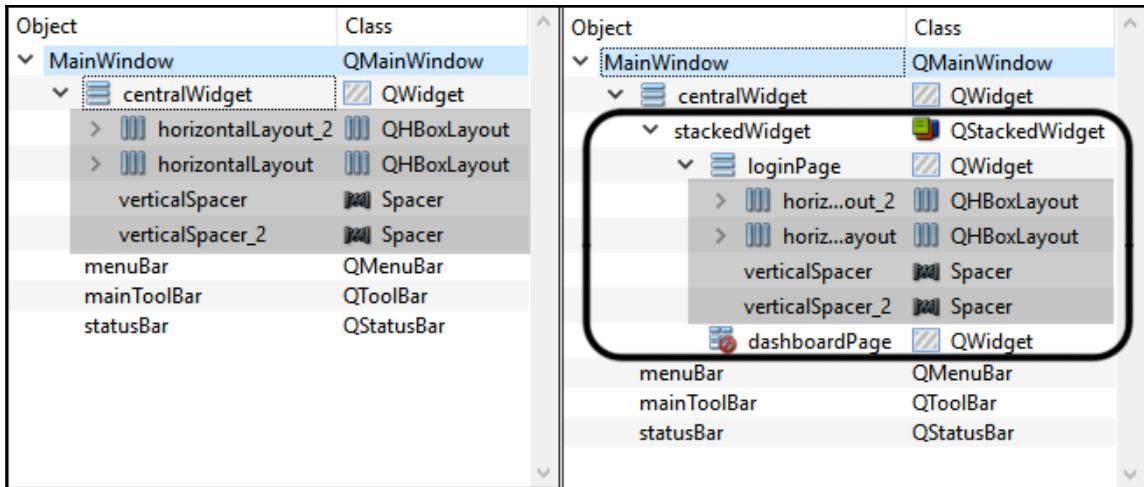 Object Class
MainWindow QMainWindow
centralWidget QWidget
horizontalLayout_2 QHBoxLayout
horizontalLayout QHBoxLayout
verticalSpacer Spacer
verticalSpacer_2 Spacer
menuBar QMenuBar
mainToolBar QToolBar
statusBar QStatusBar
Object Class
MainWindow QMainWindow
centralWidget QWidget
stackedWidget QStackedWidget
loginPage QWidget
horiz...out_2 QHBoxLayout
horiz...ayout QHBoxLayout
verticalSpacer Spacer
verticalSpacer_2 Spacer
dashboardPage QWidget
menuBar QMenuBar
mainToolBar QToolBar
statusBar QStatusBar